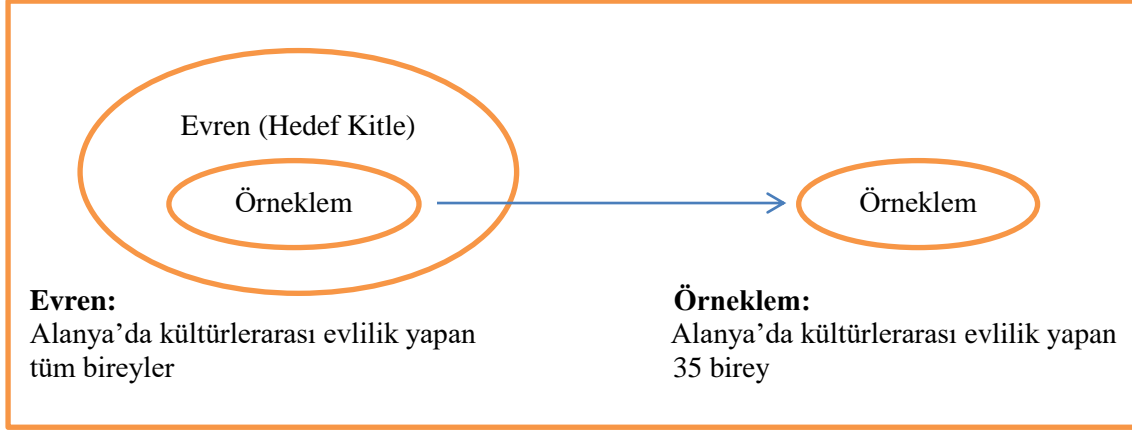 Evren (Hedef Kitle)
Örneklem
Örneklem
Evren:
Alanya’da kültürlerarası evlilik yapan
tüm bireyler
Örneklem:
Alanya’da kültürlerarası evlilik yapan
35 birey